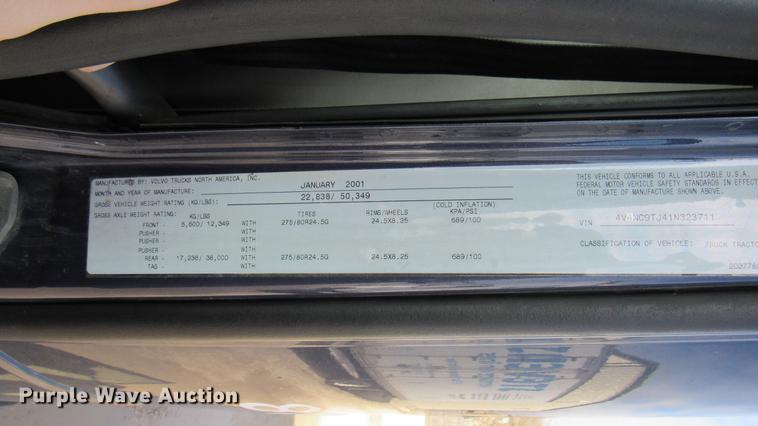 MANUFACTURED BY: VOLVO TRUCKS NORTH AMERICA, INC.
MONTH AND YEAR OF MANUFACTURE: JANUARY 2001
GROSS VEHICLE WEIGHT RATING (KG/LBS): 22,838/ 50,349
GROSS AXLE WEIGHT RATING: KG/LBS TIRES RIMS/WHEELS (COLD INFLATION) KPA/PSI
FRONT - 5,600/ 12,349 WITH 275/80R24.5G 24.5X8.25 689/100
PUSHER - WITH
PUSHER - WITH
PUSHER - WITH
REAR - 17,236/ 38,000 WITH 275/80R24.5G 24.5X8.25 689/100
TAG - WITH
THIS VEHICLE CONFORMS TO ALL APPLICABLE U.S.A.
FEDERAL MOTOR VEHICLE SAFETY STANDARDS IN EFFECT
ON THE DATE OF MANUFACTURE SHOWN ABOVE.
VIN
CLASSIFICATION OF VEHICLE: TRUCK TRACTO
Purple Wave Auction